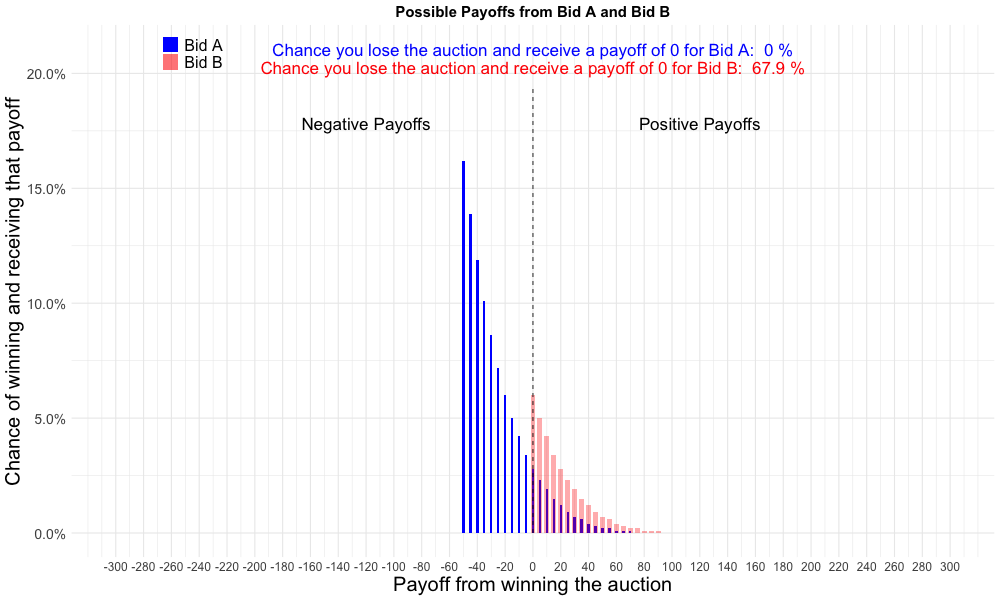 Possible Payoffs from Bid A and Bid B
Bid A
Bid B
Chance you lose the auction and receive a payoff of 0 for Bid A:  0 %
Chance you lose the auction and receive a payoff of 0 for Bid B:  67.9 %
Negative Payoffs
Positive Payoffs
Chance of winning and receiving that payoff
20.0%
15.0%
10.0%
5.0%
0.0%
-300 -280 -260 -240 -220 -200 -180 -160 -140 -120 -100 -80 -60 -40 -20 0 20 40 60 80 100 120 140 160 180 200 220 240 260 280 300
Payoff from winning the auction